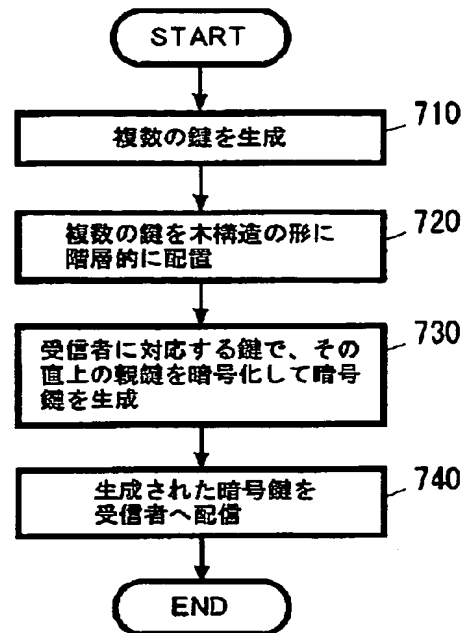 START
複数の鍵を生成
710
複数の鍵を木構造の形に
階層的に配置
720
受信者に対応する鍵で、その
直上の親鍵を暗号化して暗号
鍵を生成
730
生成された暗号鍵を
受信者へ配信
740
END